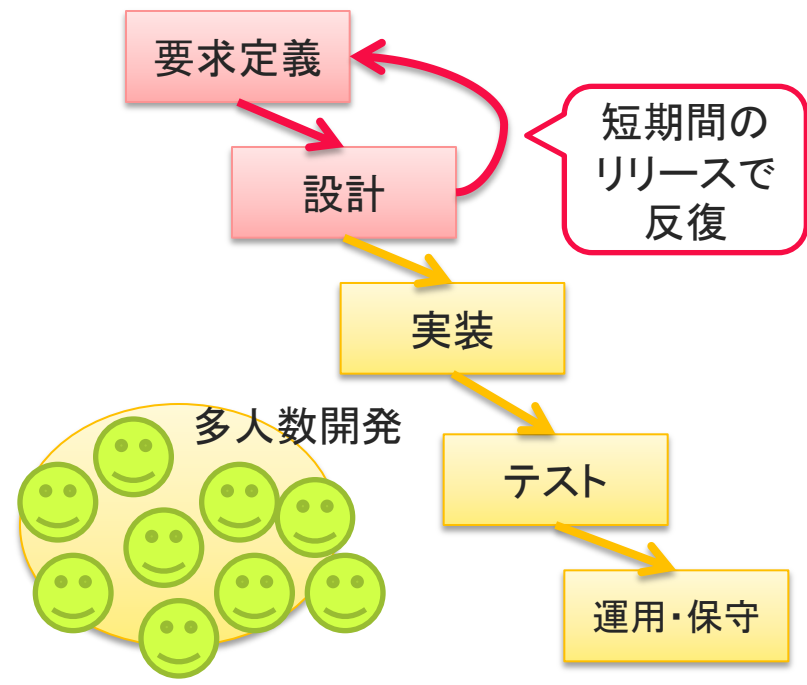 要求定義
設計
短期間の
リリースで
反復
実装
多人数開発
テスト
運用・保守